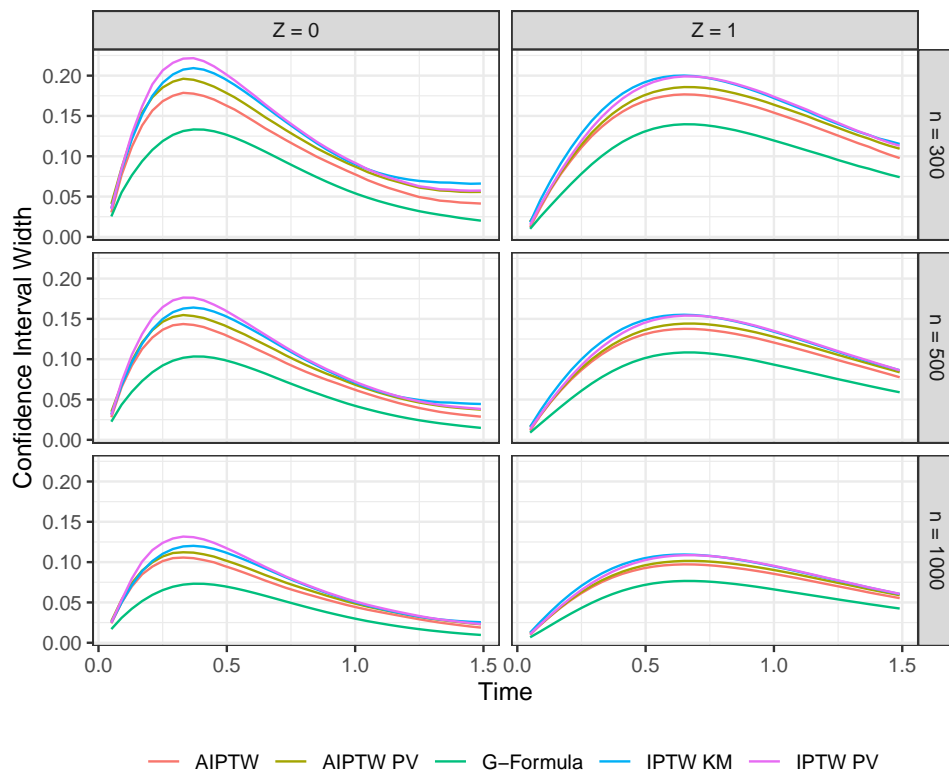 Z = 0
Z = 1
Confidence Interval Width
0.20
0.15
0.10
0.05
0.00
n = 300
0.20
0.15
0.10
0.05
0.00
n = 500
0.20
0.15
0.10
0.05
0.00
n = 1000
0.0 0.5 1.0 1.5
0.0 0.5 1.0 1.5
Time
AIPTW AIPTW PV G−Formula IPTW KM IPTW PV